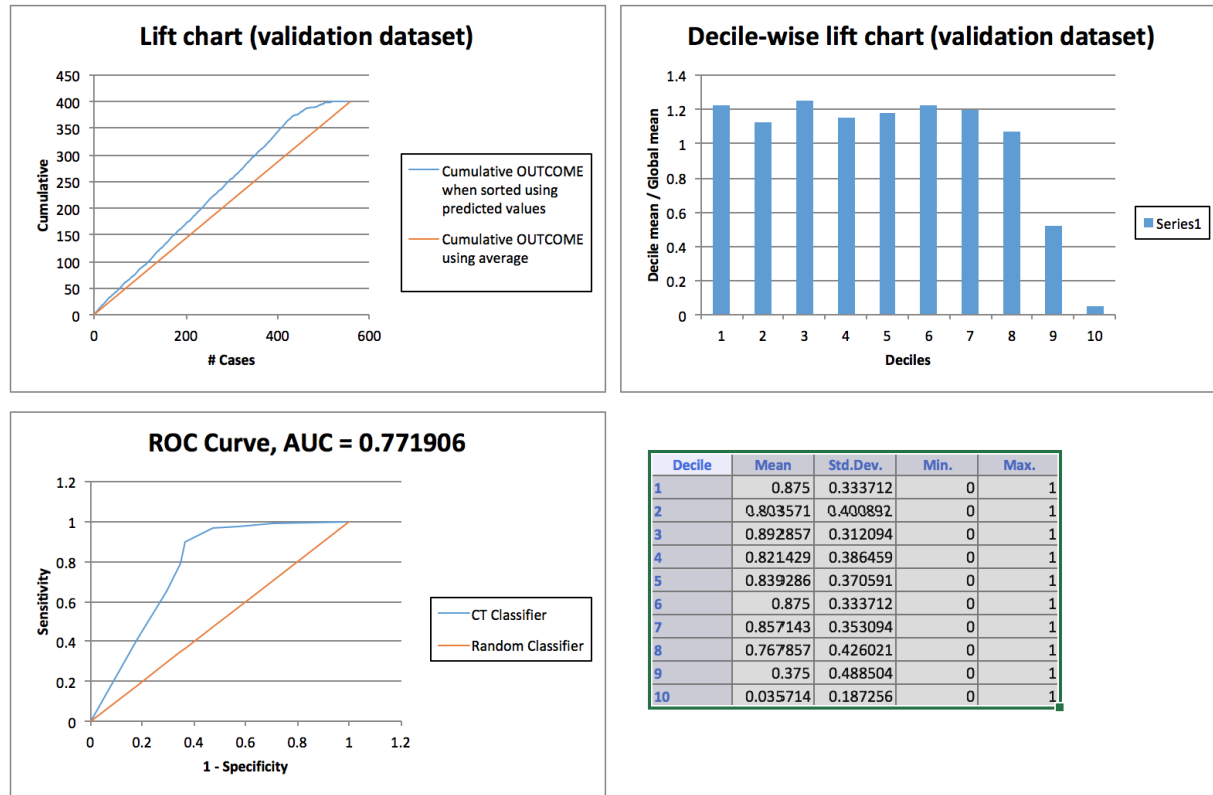 Lift chart (validation dataset)
450
400
350
300
250
200
150
100
50
0
Cumulative
0 200 400 600
# Cases
Cumulative OUTCOME
when sorted using
predicted values
Cumulative OUTCOME
using average
Decile-wise lift chart (validation dataset)
1.4
1.2
1
0.8
0.6
0.4
0.2
0
Decile mean / Global mean
1 2 3 4 5 6 7 8 9 10
Deciles
Series1
ROC Curve, AUC = 0.771906
1.2
1
0.8
0.6
0.4
0.2
0
Sensitivity
0 0.2 0.4 0.6 0.8 1 1.2
1 - Specificity
CT Classifier
Random Classifier
Decile Mean Std.Dev. Min. Max.
1 0.875 0.333712 0 1
2 0.803571 0.400892 0 1
3 0.892857 0.312094 0 1
4 0.821429 0.386459 0 1
5 0.839286 0.370591 0 1
6 0.875 0.333712 0 1
7 0.857143 0.353094 0 1
8 0.767857 0.426021 0 1
9 0.375 0.488504 0 1
10 0.035714 0.187256 0 1